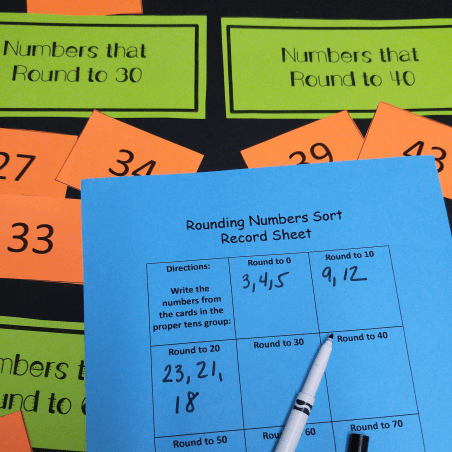 Numbers that
Round to 30
Numbers that
Round to 40
27
34
39
43
33
Rounding Numbers Sort
Record Sheet
Directions:
Write the
numbers from
the cards in the
proper tens group:
Round to 0
3,4,5
Round to 10
9, 12
Round to 20
23, 21,
18
Round to 30
Round to 40
Round to 50
60
Round to 70